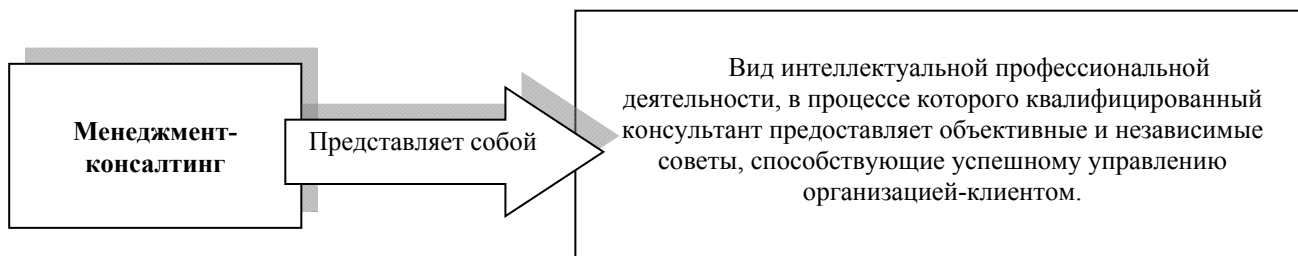 Менеджмент-
консалтинг
Представляет собой
Вид интеллектуальной профессиональной
деятельности, в процессе которого квалифицированный
консультант предоставляет объективные и независимые
советы, способствующие успешному управлению
организацией-клиентом.